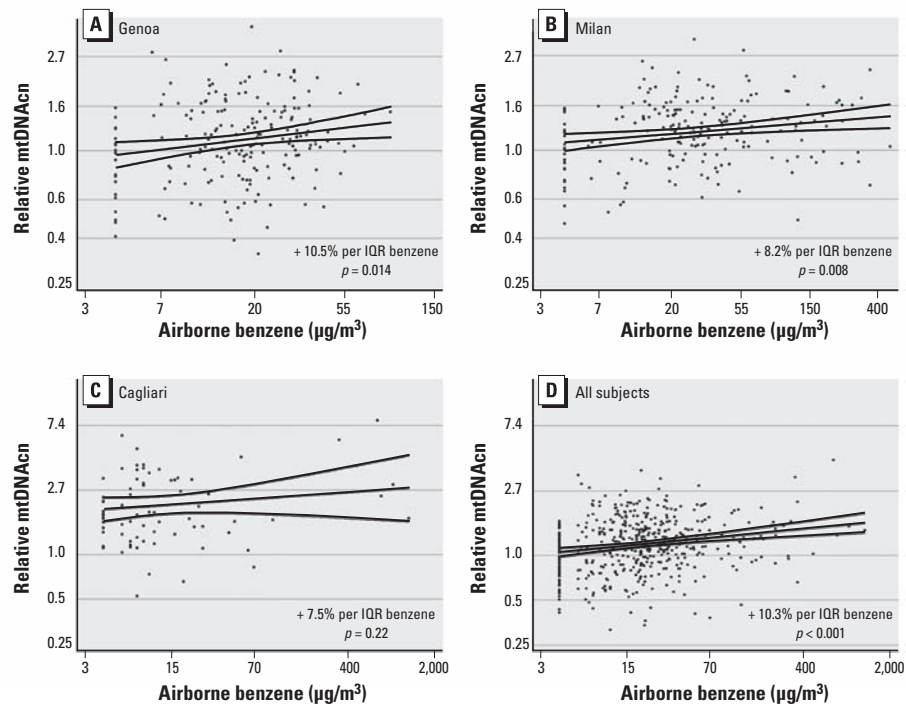 A Genoa
Relative mtDNAcn
2.7
1.6
1.0
0.6
0.4
0.25
+ 10.5% per IQR benzene
p = 0.014
3 7 20 55 150
Airborne benzene (µg/m³)
B Milan
Relative mtDNAcn
2.7
1.6
1.0
0.6
0.4
0.25
+ 8.2% per IQR benzene
p = 0.008
3 7 20 55 150 400
Airborne benzene (µg/m³)
C Cagliari
Relative mtDNAcn
7.4
2.7
1.0
0.5
0.25
+ 7.5% per IQR benzene
p = 0.22
3 15 70 400 2,000
Airborne benzene (µg/m³)
D All subjects
Relative mtDNAcn
7.4
2.7
1.0
0.5
0.25
+ 10.3% per IQR benzene
p < 0.001
3 15 70 400 2,000
Airborne benzene (µg/m³)